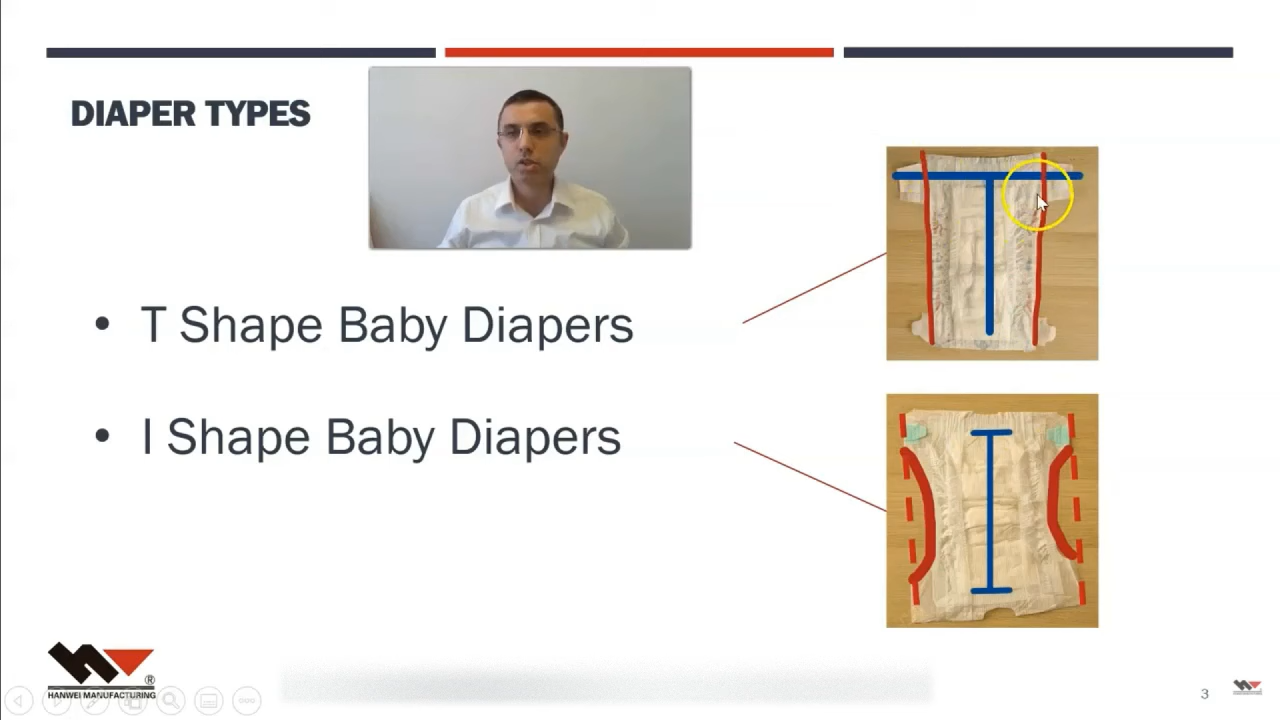 DIAPER TYPES
• T Shape Baby Diapers
• I Shape Baby Diapers
HANWEI MANUFACTURING
®
3